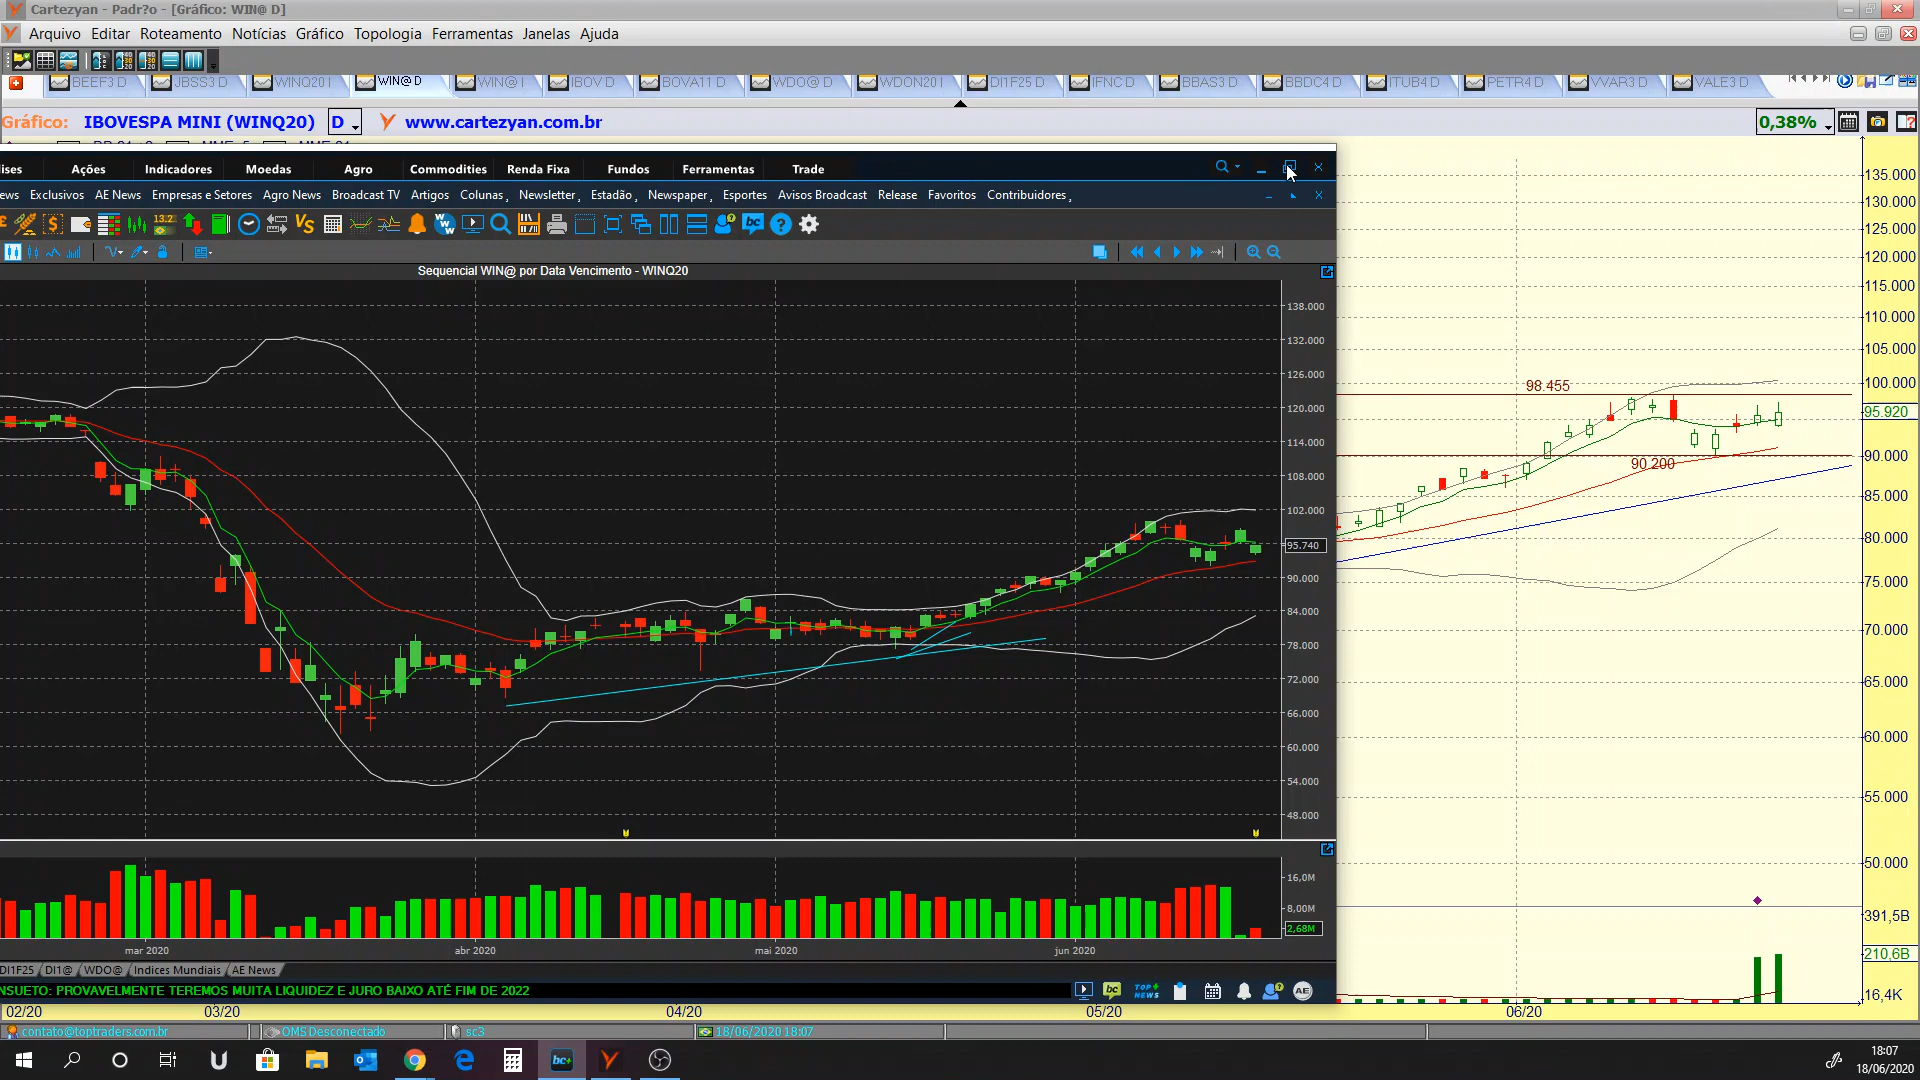 Cartezyan - Padr?o - [Gráfico: WIN@ D]
Arquivo Editar Roteamento Notícias Gráfico Topologia Ferramentas Janelas Ajuda
BEEF3 D JBSS3 D WINQ20 I WIN@ D WIN@ I IBOV D BOVA11 D WDO@ D WDON20 I DI1F25 D IFNC D BBAS3 D BBDC4 D ITUB4 D PETR4 D VVAR3 D VALE3 D
Gráfico: IBOVESPA MINI (WINQ20) D www.cartezyan.com.br 0,38%
ises Ações Indicadores Moedas Agro Commodities Renda Fixa Fundos Ferramentas Trade
ews Exclusivos AE News Empresas e Setores Agro News Broadcast TV Artigos Colunas Newsletter Estadão Newspaper Esportes Avisos Broadcast Release Favoritos Contribuidores
13.2 Vs bc ?
Sequencial WIN@ por Data Vencimento - WINQ20
138.000
132.000
126.000
120.000
114.000
108.000
102.000
95.740
90.000
84.000
78.000
72.000
66.000
60.000
54.000
48.000
16,0M
8,00M
2,68M
mar 2020 abr 2020 mai 2020 jun 2020
DI1F25 DI1@ WDO@ Indices Mundiais AE News
NSUETO: PROVAVELMENTE TEREMOS MUITA LIQUIDEZ E JURO BAIXO ATÉ FIM DE 2022
bc TOP+ NEWS AE
98.455
90.200
135.000
130.000
125.000
120.000
115.000
110.000
105.000
100.000
95.920
90.000
85.000
80.000
75.000
70.000
65.000
60.000
55.000
50.000
391,5B
210,6B
16,4K
02/20 03/20 04/20 05/20 06/20
contato@toptraders.com.br OMS Desconectado sc3 18/06/2020 18:07
bc+
18:07
18/06/2020